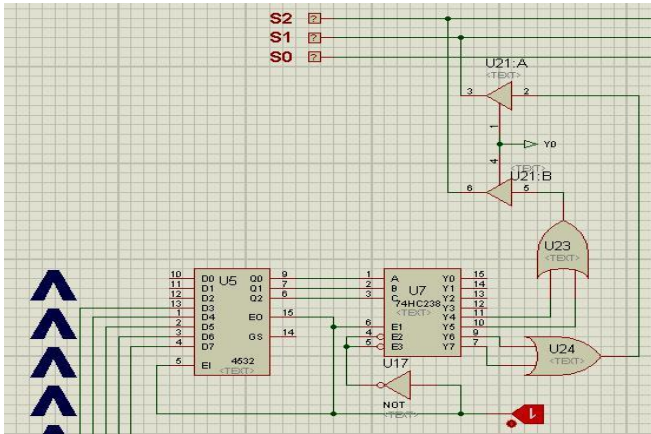 S2 ?
S1 ?
S0 ?
U21:A
<TEXT>
3 2
1
Y0
4
<TEXT>
U21:B
6 5
U23
<TEXT>
10 D0 U5 Q0 9
11 D1 Q1 7
12 D2 Q2 6
13 D3
1 D4 EO 15
2 D5
3 D6 GS 14
4 D7
5 EI 4532
<TEXT>
1 A U7 Y0 15
2 B Y1 14
3 C Y2 13
74HC238 Y3 12
<TEXT> Y4 11
6 E1 Y5 10
4 E2 Y6 9
5 E3 Y7 7
U24
<TEXT>
U17
NOT
<TEXT>
1